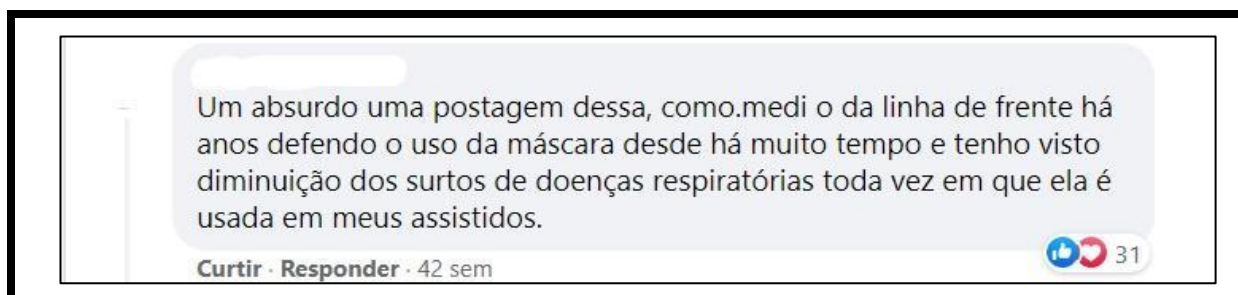 Um absurdo uma postagem dessa, como.medi o da linha de frente há
anos defendo o uso da máscara desde há muito tempo e tenho visto
diminuição dos surtos de doenças respiratórias toda vez em que ela é
usada em meus assistidos.
Curtir · Responder · 42 sem
31